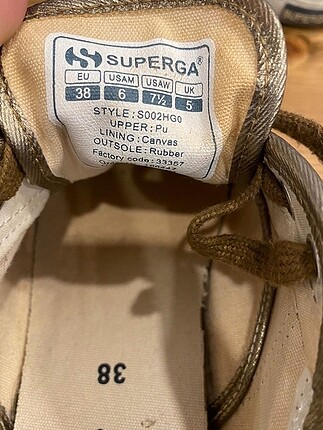 SUPERGA®
EU USAM USAW UK
38 6 7½ 5
STYLE : S002HG0
UPPER : Pu
LINING : Canvas
OUTSOLE : Rubber
Factory code : 33357
38